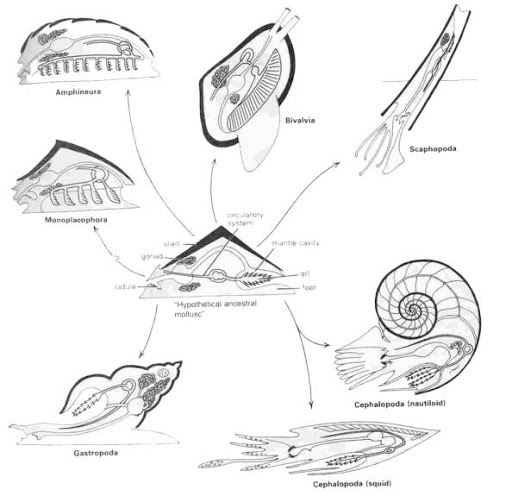 Amphineura
Bivalvia
Scaphopoda
Monoplacophora
circulatory
system
shell
mantle cavity
gonad
?
gill
radula
foot
"Hypothetical ancestral
mollusc"
Cephalopoda (nautiloid)
Gastropoda
Cephalopoda (squid)